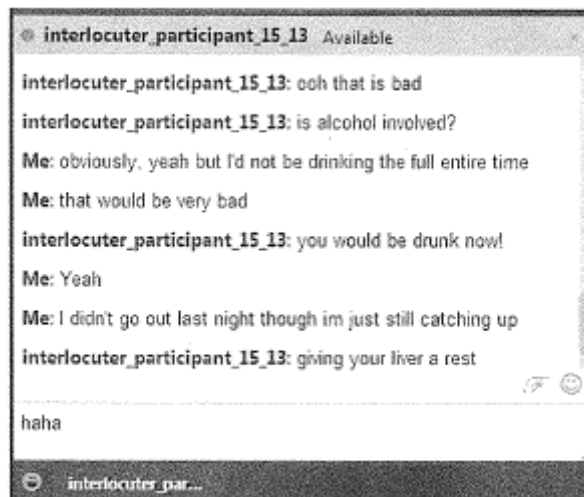 interlocuter_participant_15_13 Available
interlocuter_participant_15_13: ooh that is bad
interlocuter_participant_15_13: is alcohol involved?
Me: obviously, yeah but I'd not be drinking the full entire time
Me: that would be very bad
interlocuter_participant_15_13: you would be drunk now!
Me: Yeah
Me: I didn't go out last night though im just still catching up
interlocuter_participant_15_13: giving your liver a rest
haha
interlocuter_par...